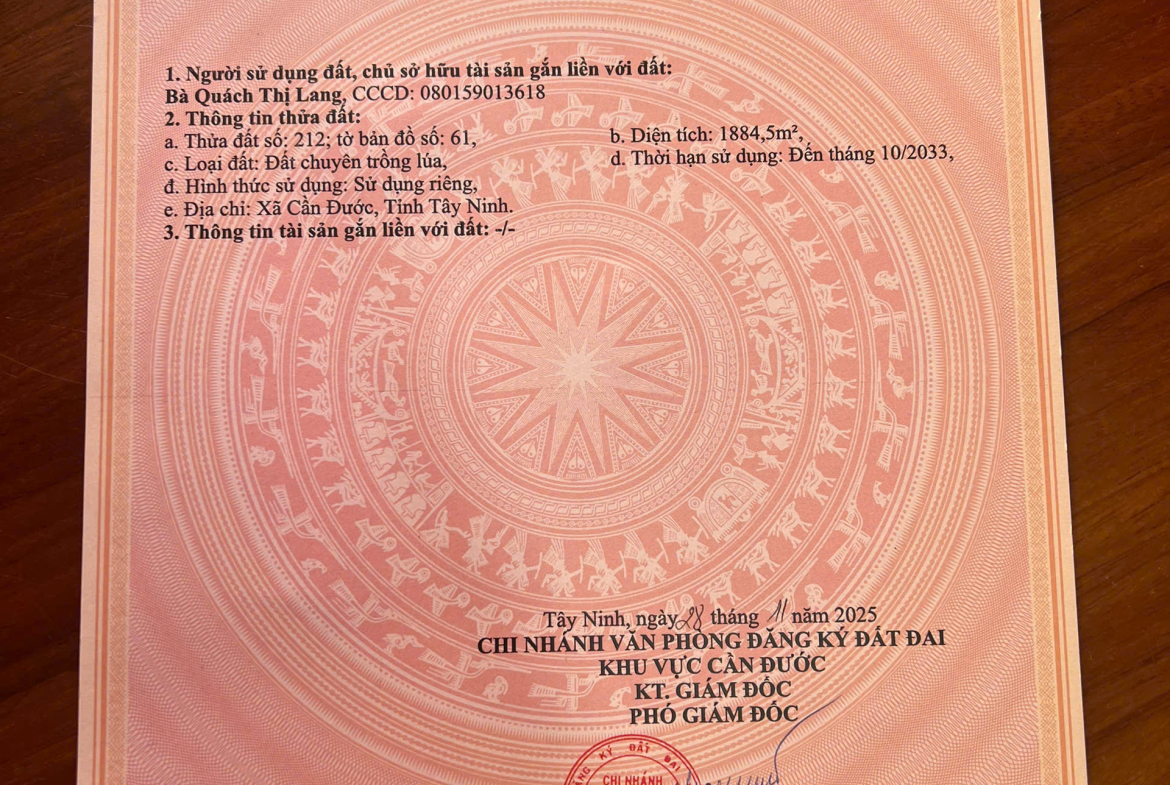 1. Người sử dụng đất, chủ sở hữu tài sản gắn liền với đất:
Bà Quách Thị Lang, CCCD: 080159013618
2. Thông tin thửa đất:
a. Thửa đất số: 212; tờ bản đồ số: 61, b. Diện tích: 1884,5m²,
c. Loại đất: Đất chuyên trồng lúa, d. Thời hạn sử dụng: Đến tháng 10/2033,
đ. Hình thức sử dụng: Sử dụng riêng,
e. Địa chỉ: Xã Cần Đước, Tỉnh Tây Ninh.
3. Thông tin tài sản gắn liền với đất: -/-
Tây Ninh, ngày 28 tháng 11 năm 2025
CHI NHÁNH VĂN PHÒNG ĐĂNG KÝ ĐẤT ĐAI
KHU VỰC CẦN ĐƯỚC
KT. GIÁM ĐỐC
PHÓ GIÁM ĐỐC
KÝ ĐẤT ĐAI
CHI NHÁNH